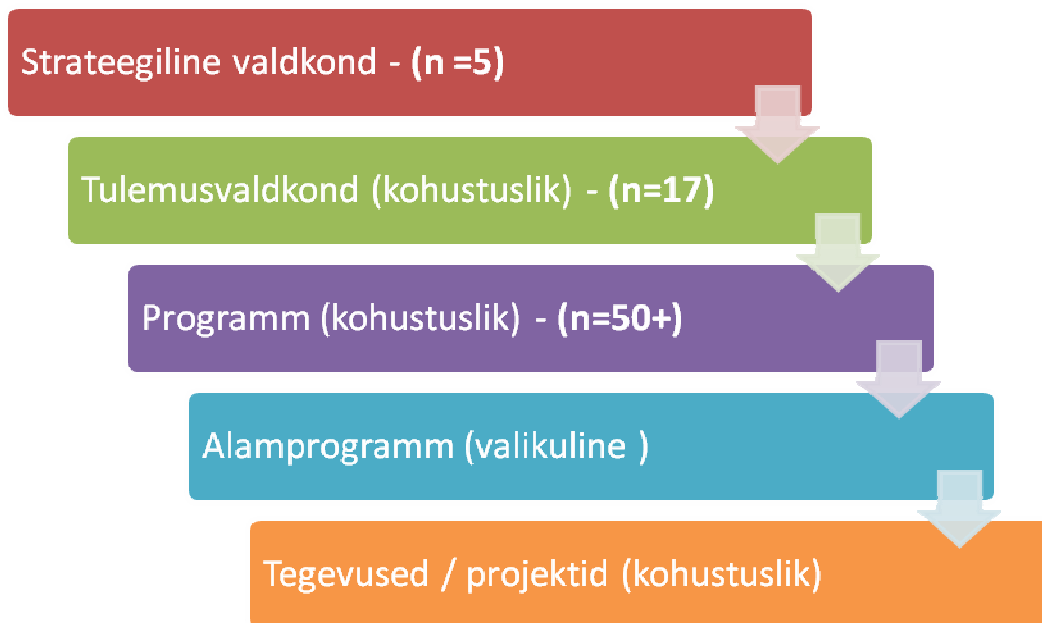 Strateegiline valdkond - (n =5)
Tulemusvaldkond (kohustuslik) - (n=17)
Programm (kohustuslik) - (n=50+)
Alamprogramm (valikuline )
Tegevused / projektid (kohustuslik)